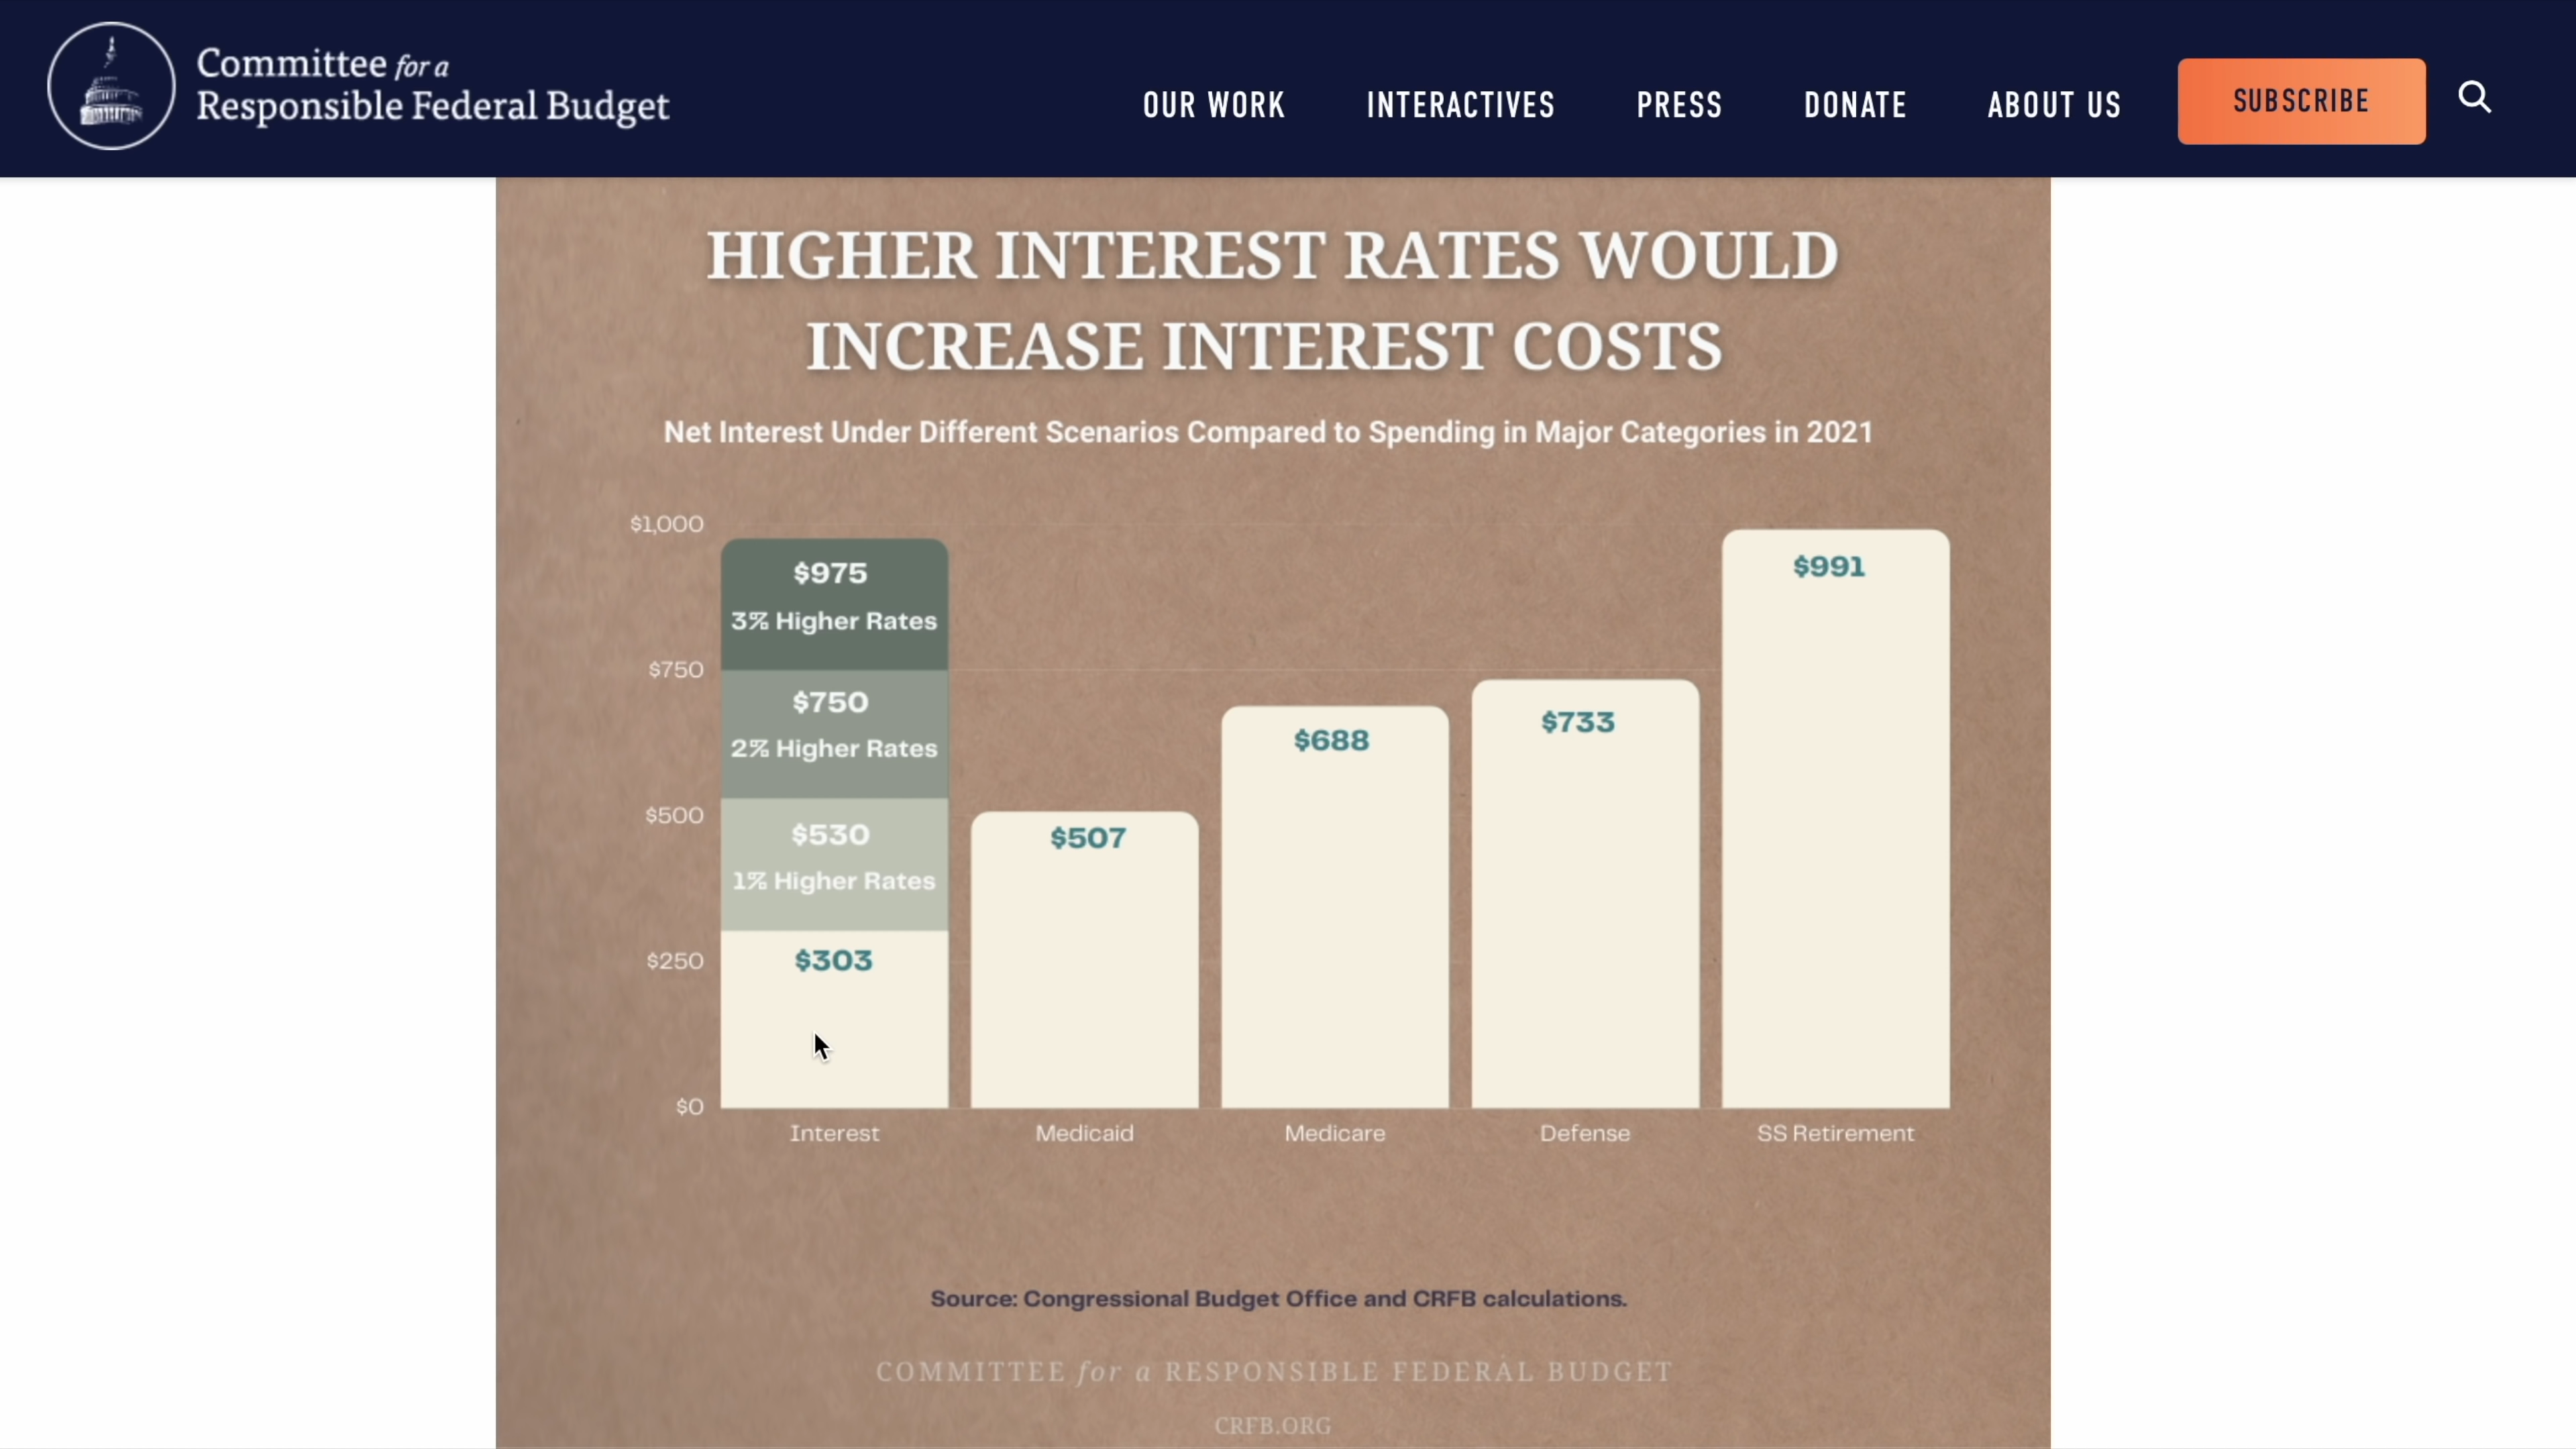 Committee for a
Responsible Federal Budget
OUR WORK
INTERACTIVES
PRESS
DONATE
ABOUT US
SUBSCRIBE
HIGHER INTEREST RATES WOULD
INCREASE INTEREST COSTS
Net Interest Under Different Scenarios Compared to Spending in Major Categories in 2021
$1,000
$750
$500
$250
$0
$975
3% Higher Rates
$750
2% Higher Rates
$530
1% Higher Rates
$303
$507
$688
$733
$991
Interest
Medicaid
Medicare
Defense
SS Retirement
Source: Congressional Budget Office and CRFB calculations.
COMMITTEE for a RESPONSIBLE FEDERAL BUDGET
CRFB.ORG